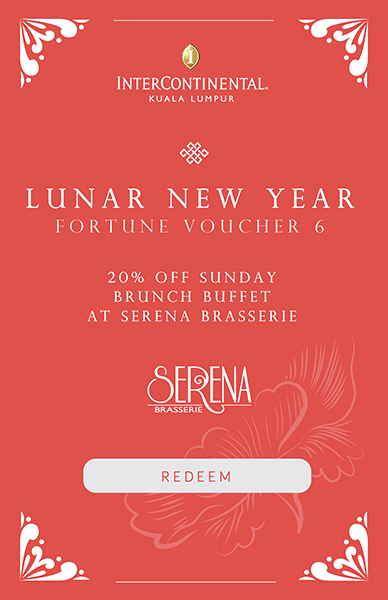 INTERCONTINENTAL.
KUALA LUMPUR
LUNAR NEW YEAR
FORTUNE VOUCHER 6
20% OFF SUNDAY
BRUNCH BUFFET
AT SERENA BRASSERIE
SERENA
BRASSERIE
REDEEM